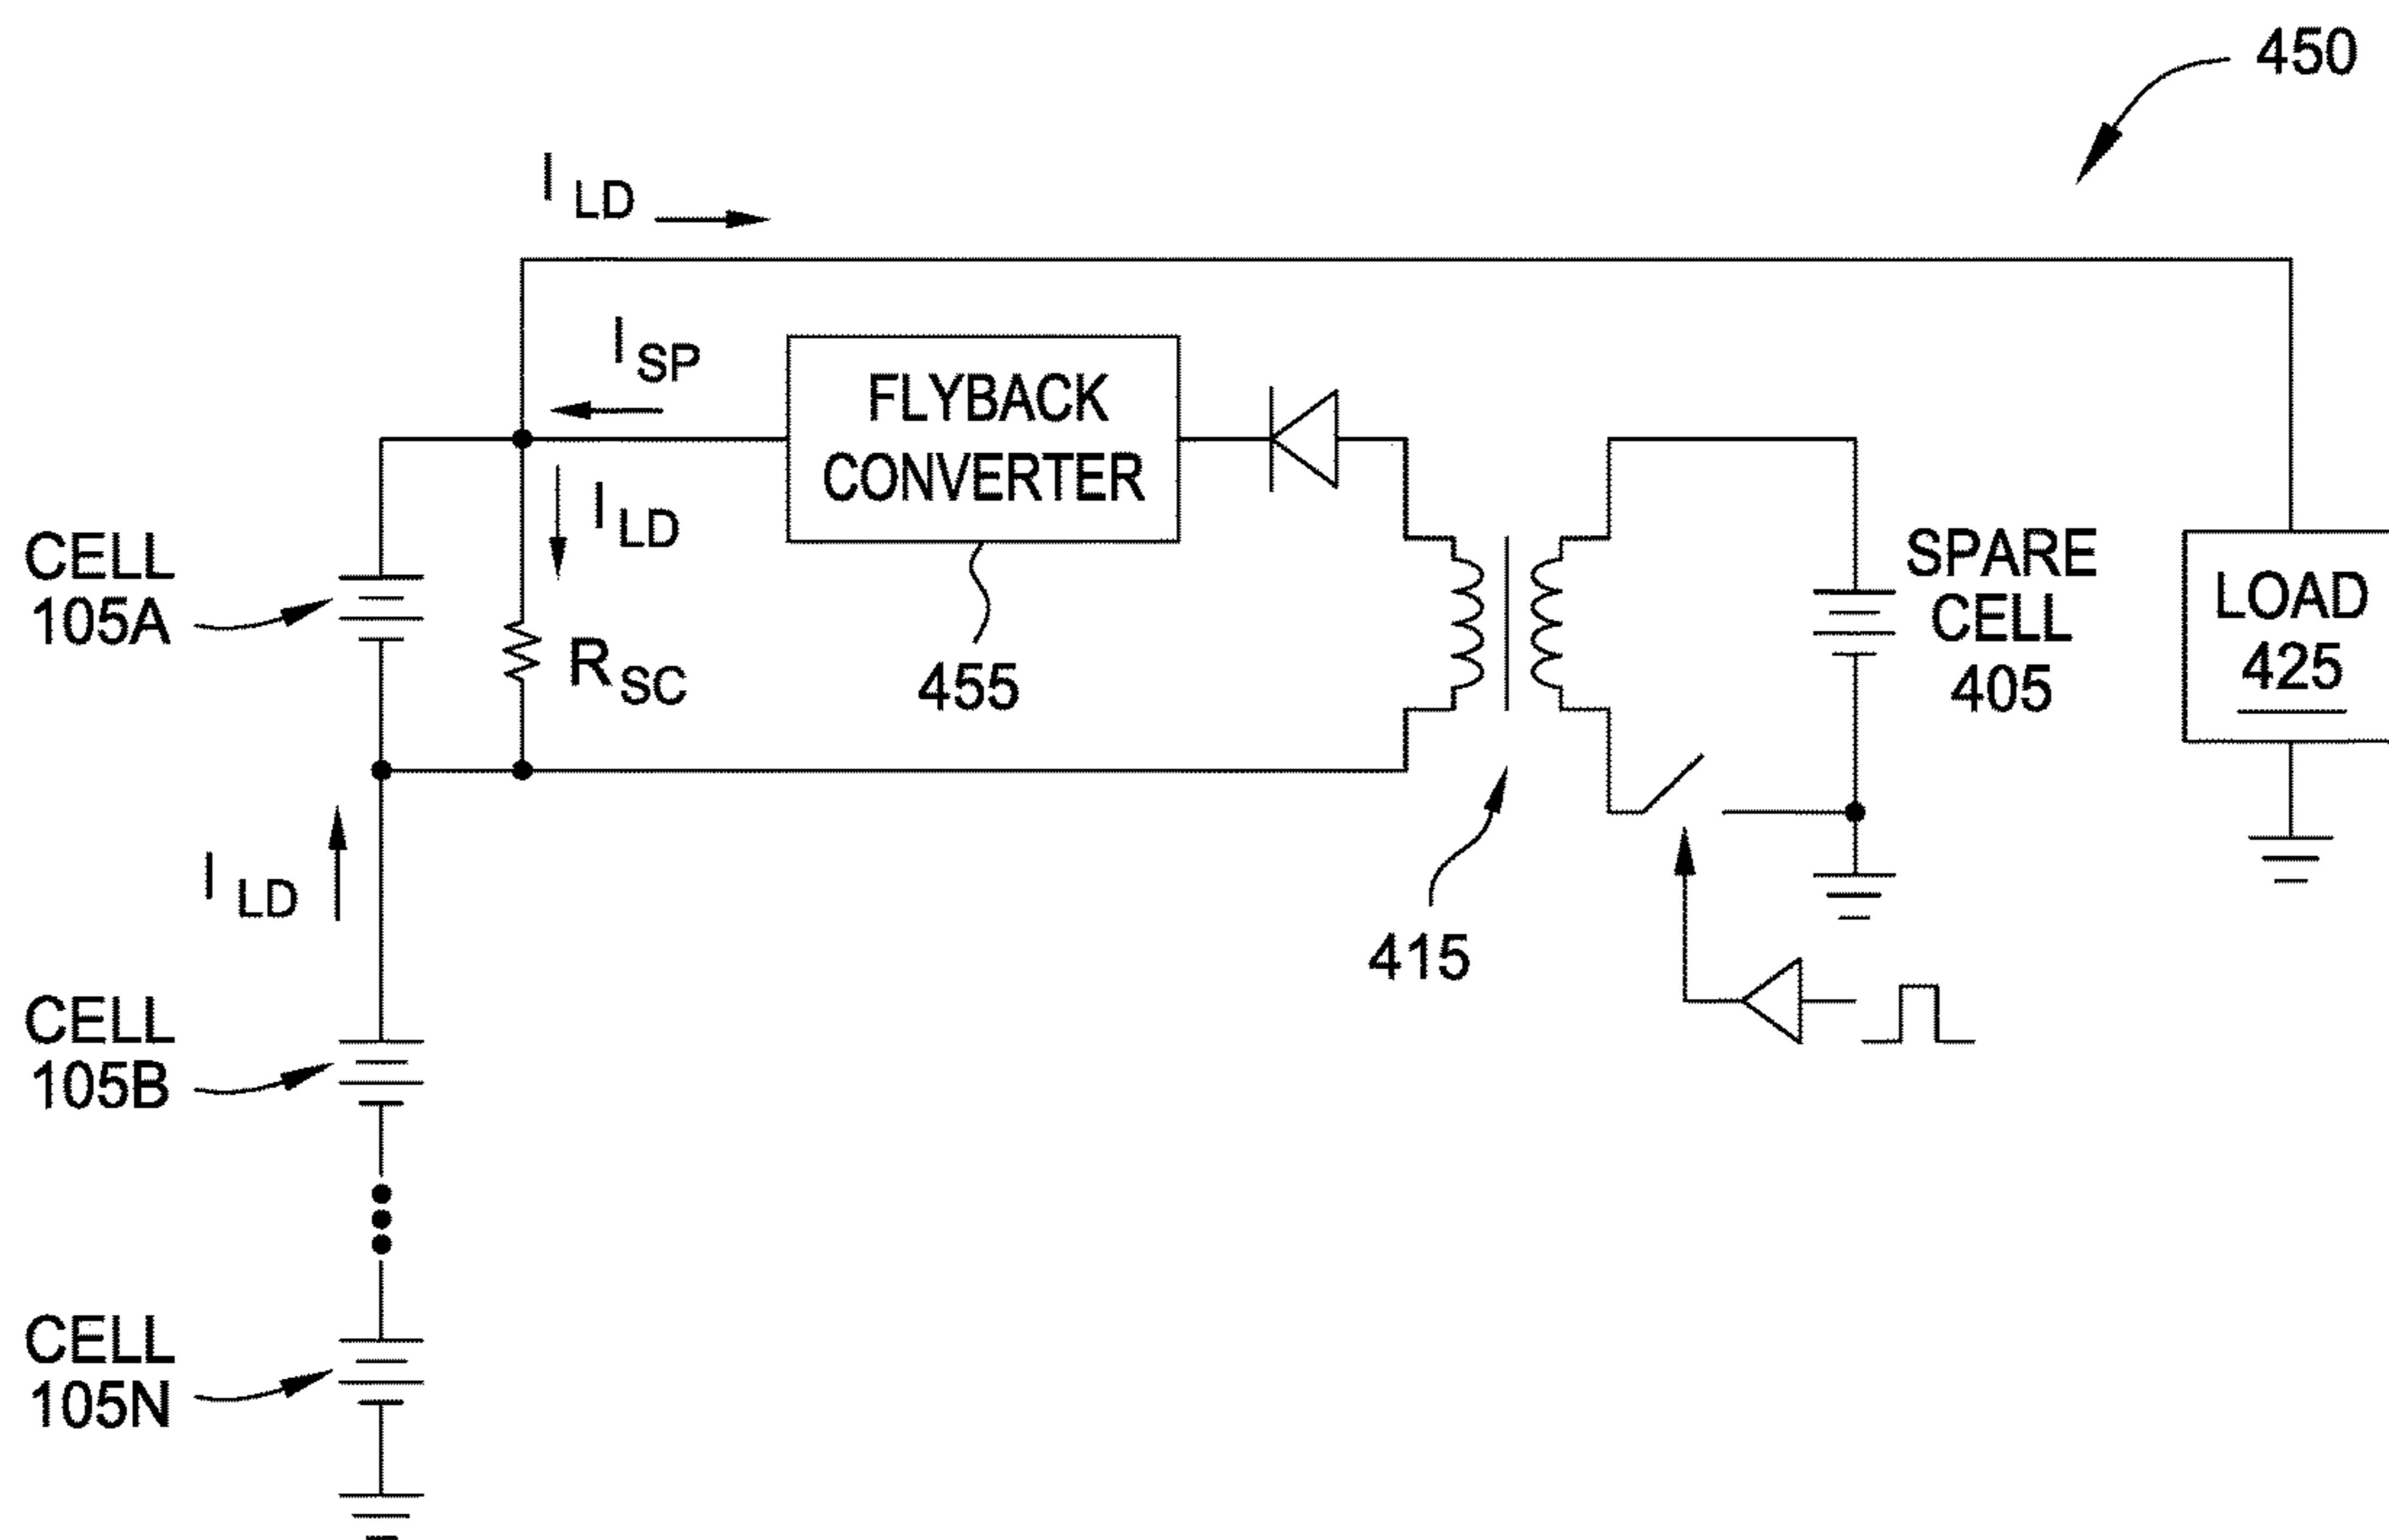 450
I LD
I SP
FLYBACK
CONVERTER
I LD
CELL
105A
R SC
455
SPARE
CELL
405
LOAD
425
I LD
415
CELL
105B
CELL
105N